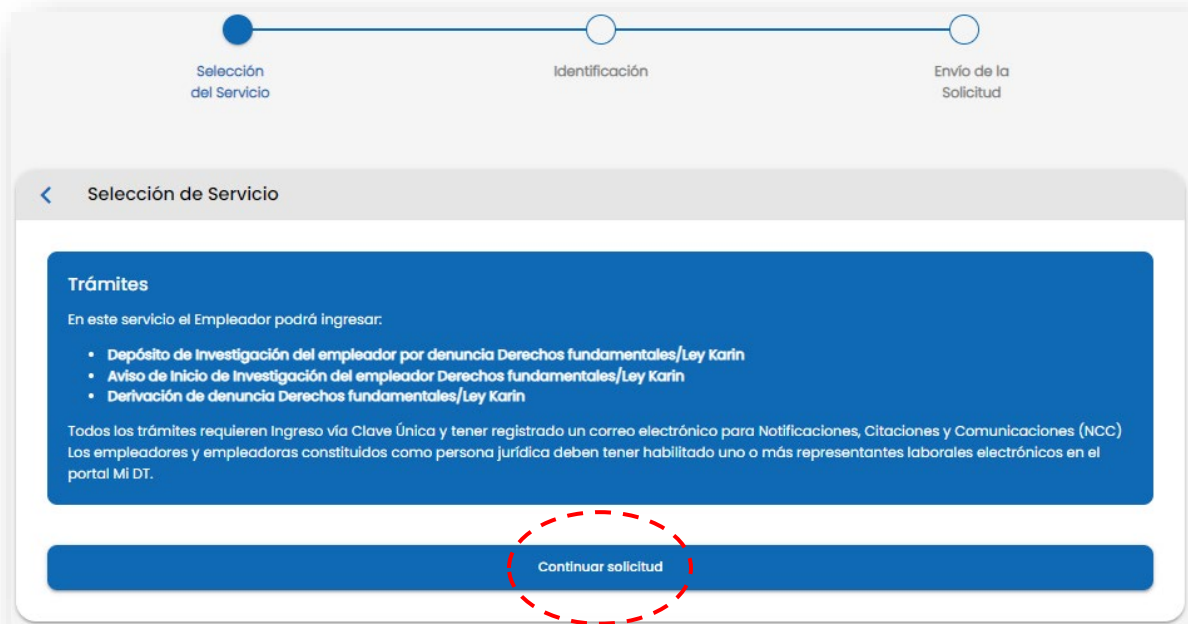 Selección
del Servicio
Identificación
Envío de la
Solicitud
Selección de Servicio
Trámites
En este servicio el Empleador podrá ingresar:
• Depósito de Investigación del empleador por denuncia Derechos fundamentales/Ley Karin
• Aviso de Inicio de Investigación del empleador Derechos fundamentales/Ley Karin
• Derivación de denuncia Derechos fundamentales/Ley Karin
Todos los trámites requieren Ingreso vía Clave Única y tener registrado un correo electrónico para Notificaciones, Citaciones y Comunicaciones (NCC)
Los empleadores y empleadoras constituidos como persona jurídica deben tener habilitado uno o más representantes laborales electrónicos en el
portal Mi DT.
Continuar solicitud